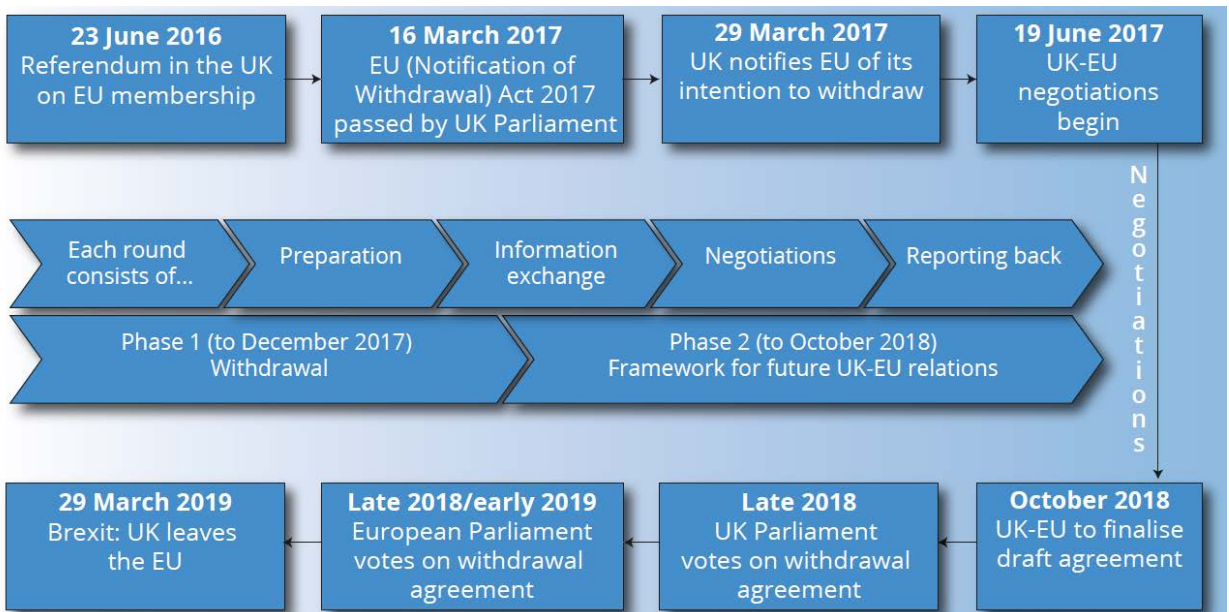 23 June 2016
Referendum in the UK
on EU membership
16 March 2017
EU (Notification of
Withdrawal) Act 2017
passed by UK Parliament
29 March 2017
UK notifies EU of its
intention to withdraw
19 June 2017
UK-EU
negotiations
begin
Negotiations
Each round
consists of...
Preparation
Information
exchange
Negotiations
Reporting back
Phase 1 (to December 2017)
Withdrawal
Phase 2 (to October 2018)
Framework for future UK-EU relations
October 2018
UK-EU to finalise
draft agreement
Late 2018
UK Parliament
votes on withdrawal
agreement
Late 2018/early 2019
European Parliament
votes on withdrawal
agreement
29 March 2019
Brexit: UK leaves
the EU